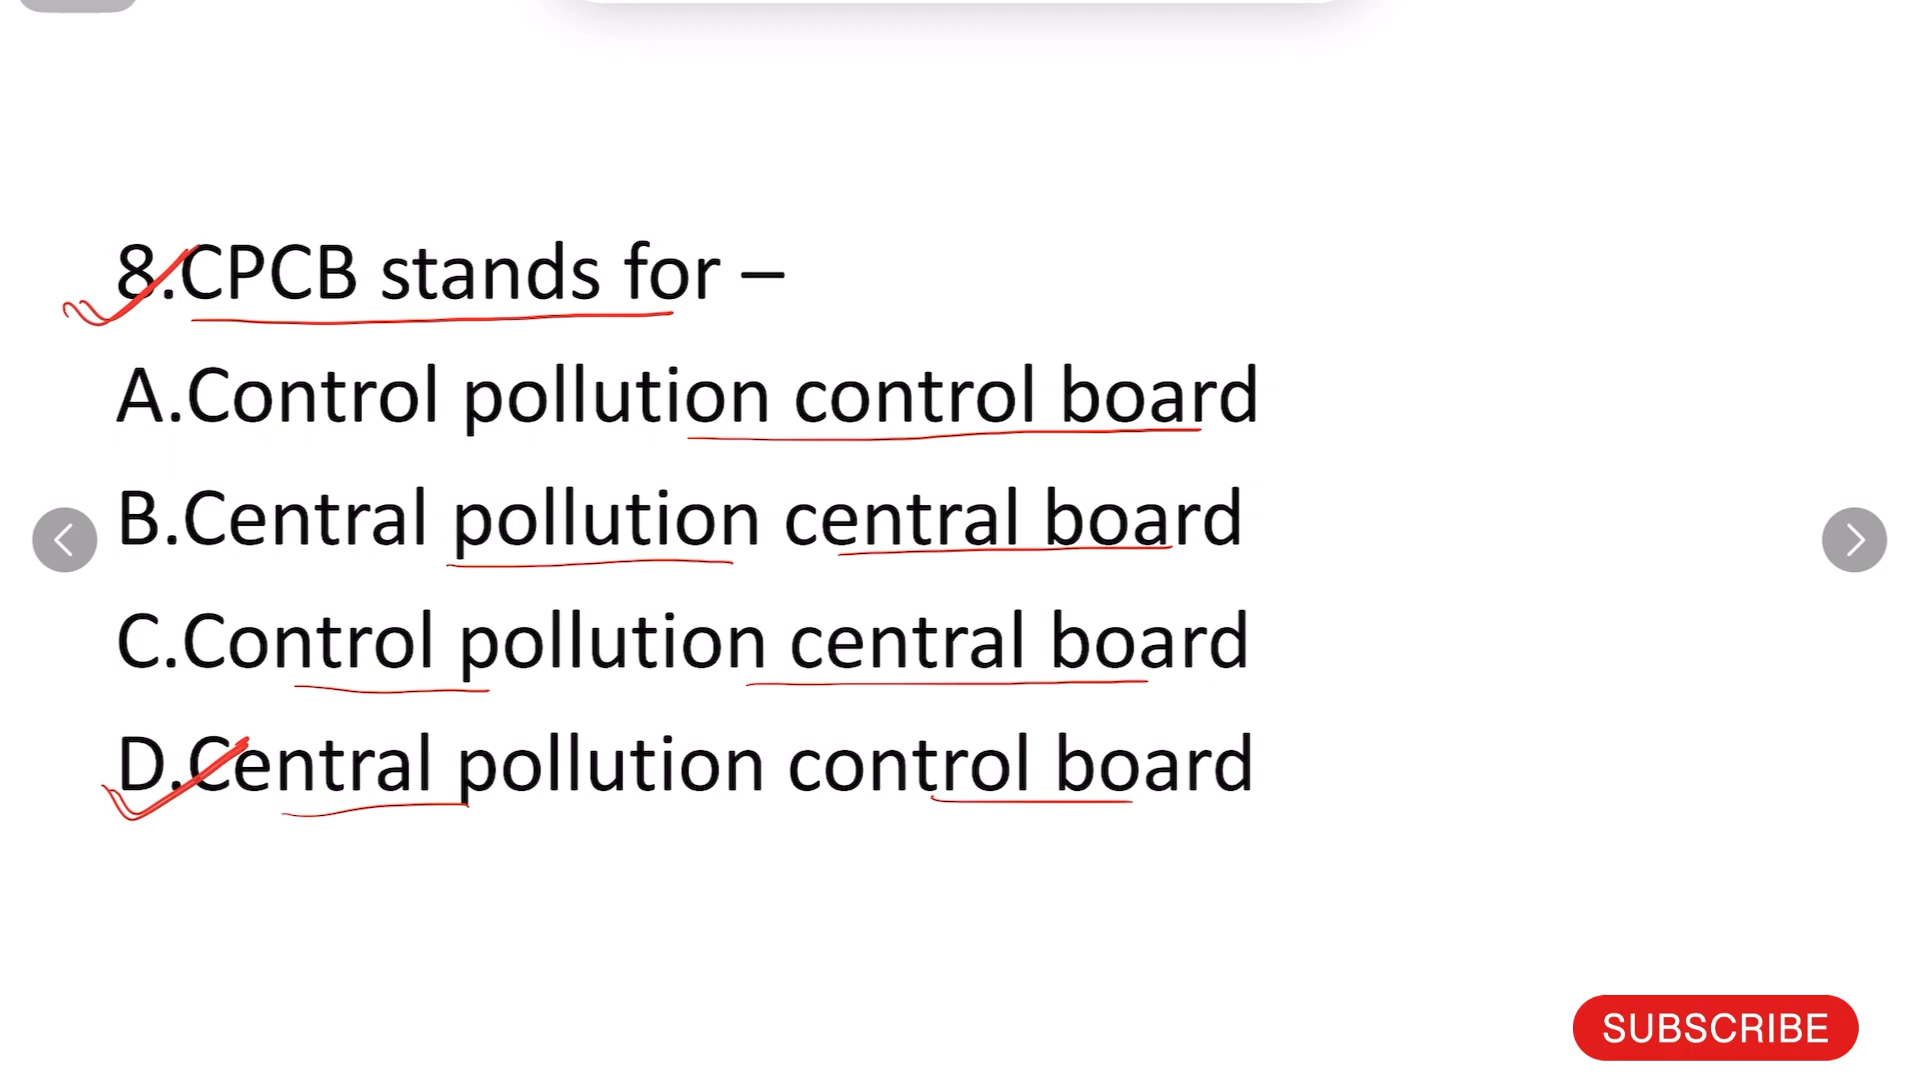 8.CPCB stands for –
A.Control pollution control board
B.Central pollution central board
C.Control pollution central board
D.Central pollution control board
SUBSCRIBE